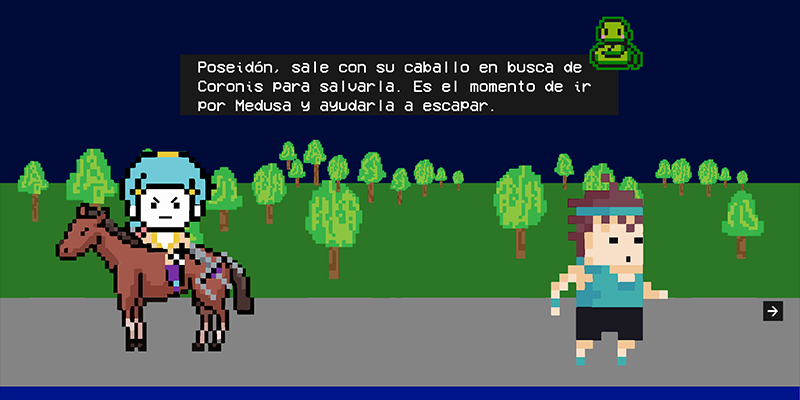 Poseidón, sale con su caballo en busca de
Coronis para salvarla. Es el momento de ir
por Medusa y ayudarla a escapar.